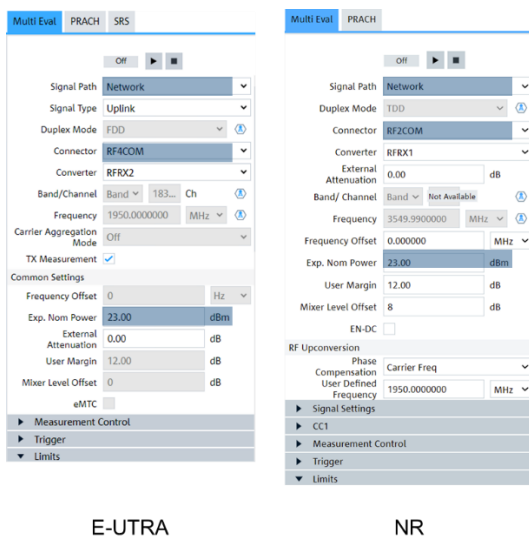 Multi Eval PRACH SRS
Off
Signal Path Network
Signal Type Uplink
Duplex Mode FDD
Connector RF4COM
Converter RFRX2
Band/Channel Band 183... Ch
Frequency 1950.0000000 MHz
Carrier Aggregation
Mode Off
TX Measurement
Common Settings
Frequency Offset 0 Hz
Exp. Nom Power 23.00 dBm
External
Attenuation 0.00 dB
User Margin 12.00 dB
Mixer Level Offset 0 dB
eMTC
Measurement Control
Trigger
Limits
E-UTRA
Multi Eval PRACH
Off
Signal Path Network
Duplex Mode TDD
Connector RF2COM
Converter RFRX1
External
Attenuation 0.00 dB
Band/ Channel Band Not Available
Frequency 3549.9900000 MHz
Frequency Offset 0.000000 MHz
Exp. Nom Power 23.00 dBm
User Margin 12.00 dB
Mixer Level Offset 8 dB
EN-DC
RF Upconversion
Phase
Compensation Carrier Freq
User Defined
Frequency 1950.0000000 MHz
Signal Settings
CC1
Measurement Control
Trigger
Limits
NR